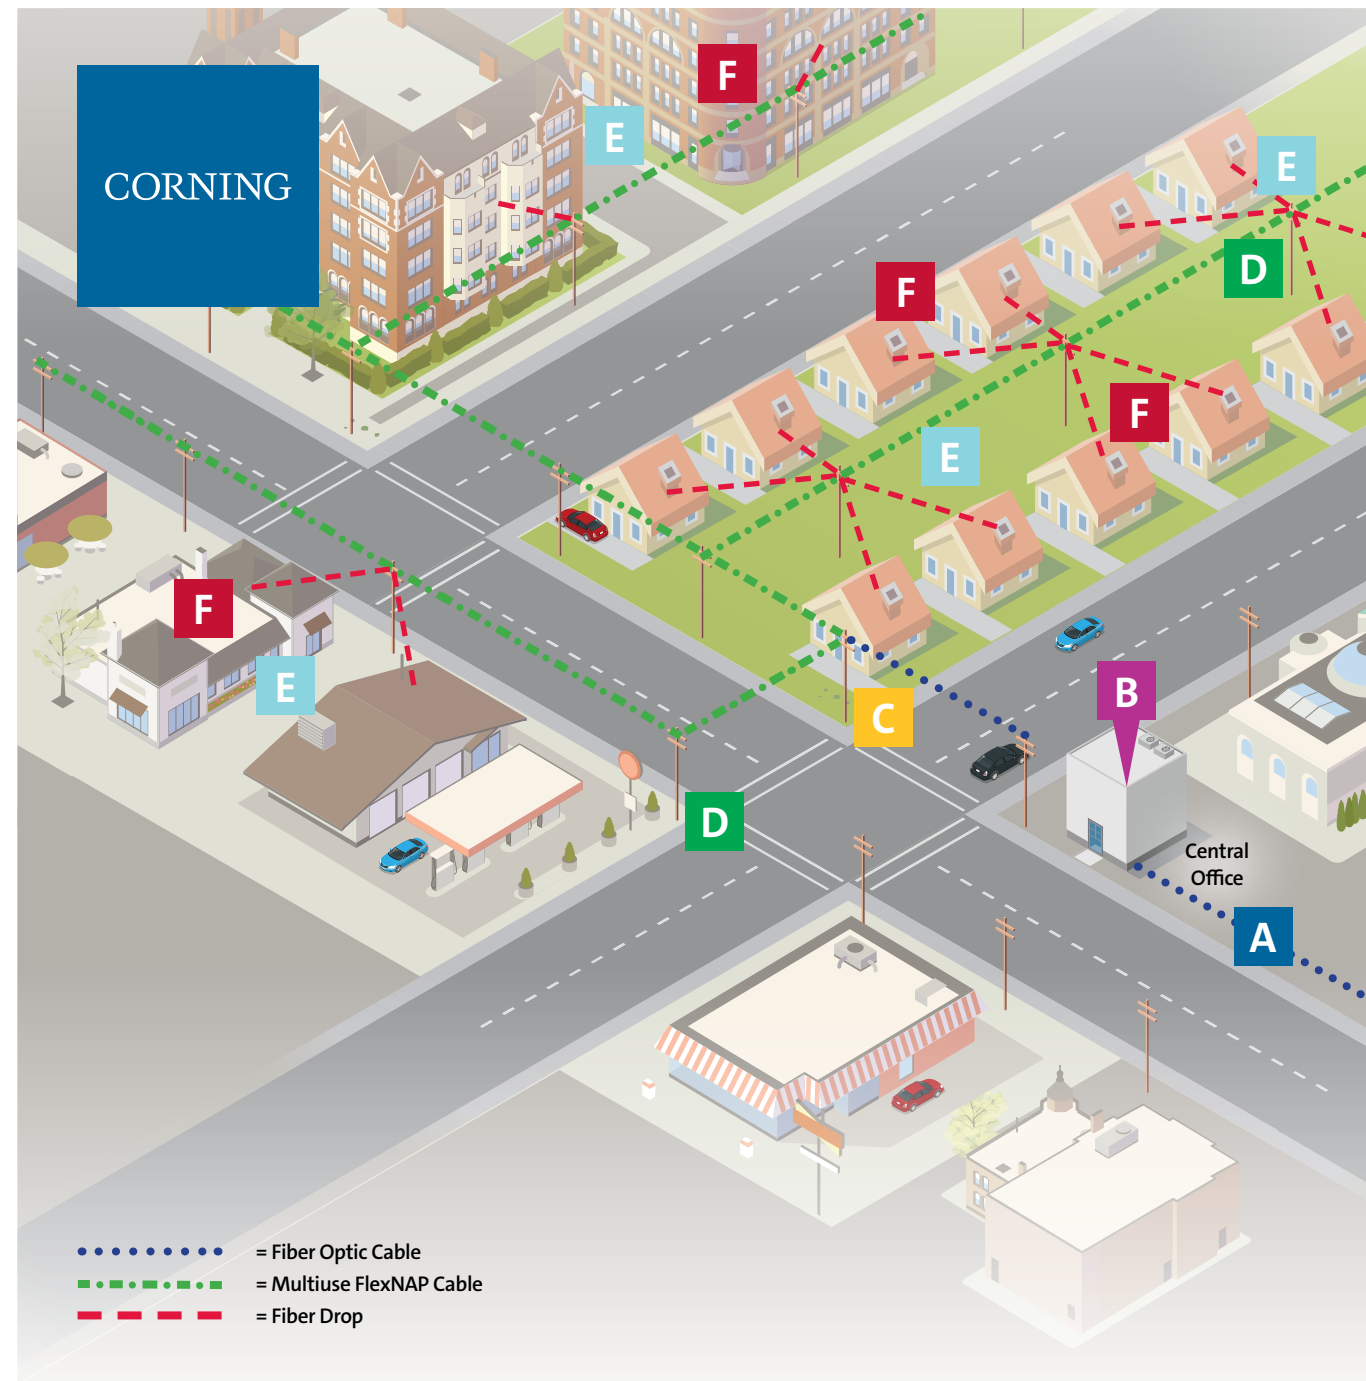 F
E
CORNING
E
D
F
F
E
F
E
B
C
D
Central
Office
A
= Fiber Optic Cable
= Multiuse FlexNAP Cable
= Fiber Drop